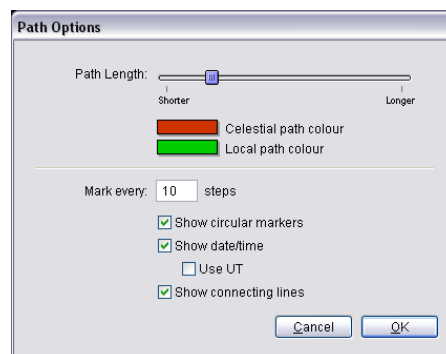 Path Options
Path Length:
Shorter Longer
Celestial path colour
Local path colour
Mark every: 10 steps
Show circular markers
Show date/time
Use UT
Show connecting lines
Cancel OK